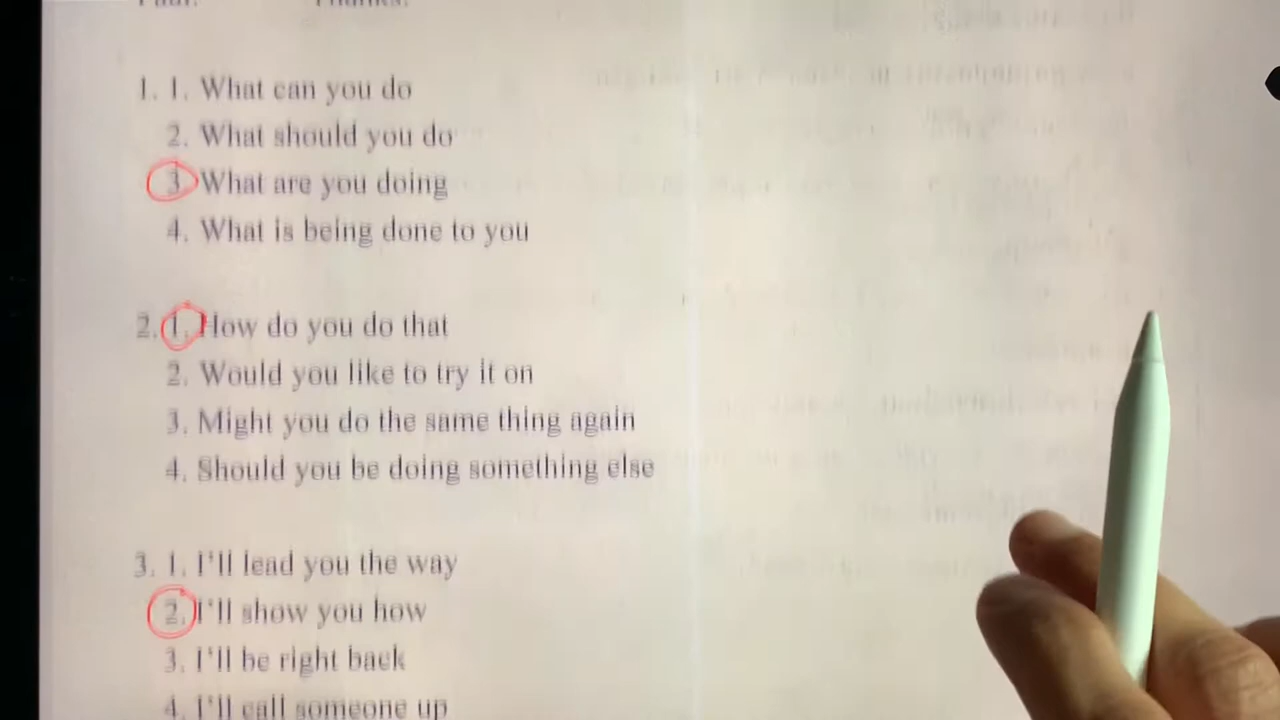 Paul: Thanks.
1. 1. What can you do
2. What should you do
3 What are you doing
4. What is being done to you
2. 1. How do you do that
2. Would you like to try it on
3. Might you do the same thing again
4. Should you be doing something else
3. 1. I'll lead you the way
2. I'll show you how
3. I'll be right back
4. I'll call someone up